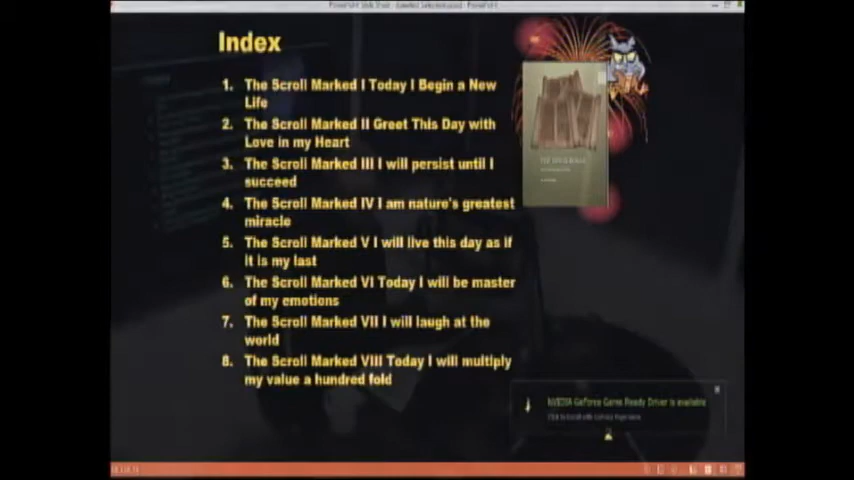 Index
1. The Scroll Marked I Today I Begin a New
Life
2. The Scroll Marked II Greet This Day with
Love in my Heart
3. The Scroll Marked III I will persist until I
succeed
4. The Scroll Marked IV I am nature's greatest
miracle
5. The Scroll Marked V I will live this day as if
it is my last
6. The Scroll Marked VI Today I will be master
of my emotions
7. The Scroll Marked VII I will laugh at the
world
8. The Scroll Marked VIII Today I will multiply
my value a hundred fold
NVIDIA GeForce Game Ready Driver is available